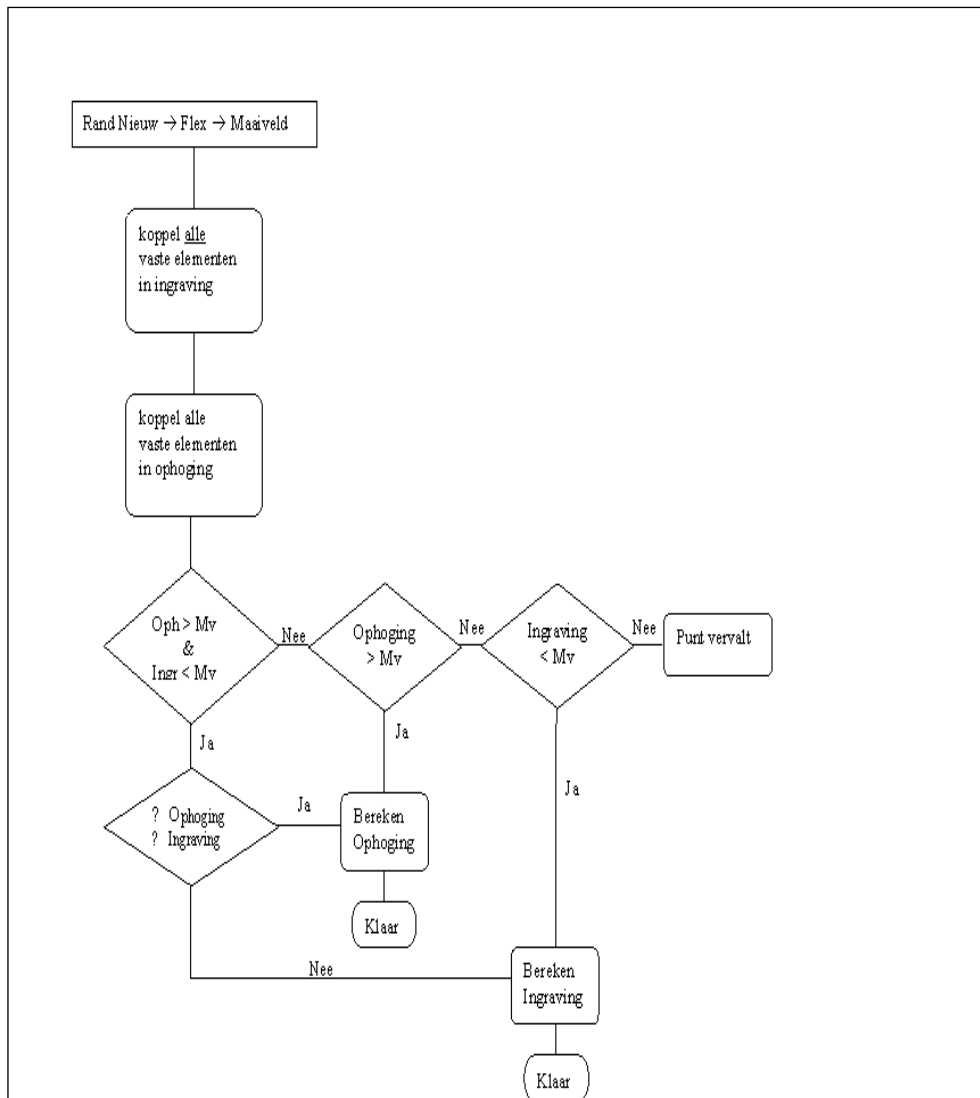 Rand Nieuw → Flex → Maaiveld
koppel alle
vaste elementen
in ingraving
koppel alle
vaste elementen
in ophoging
Oph > Mv
&
Ingr < Mv
Nee
Ophoging
> Mv
Nee
Ingraving
< Mv
Nee
Punt vervalt
Ja
Ja
Ja
? Ophoging
? Ingraving
Ja
Bereken
Ophoging
Klaar
Nee
Bereken
Ingraving
Klaar